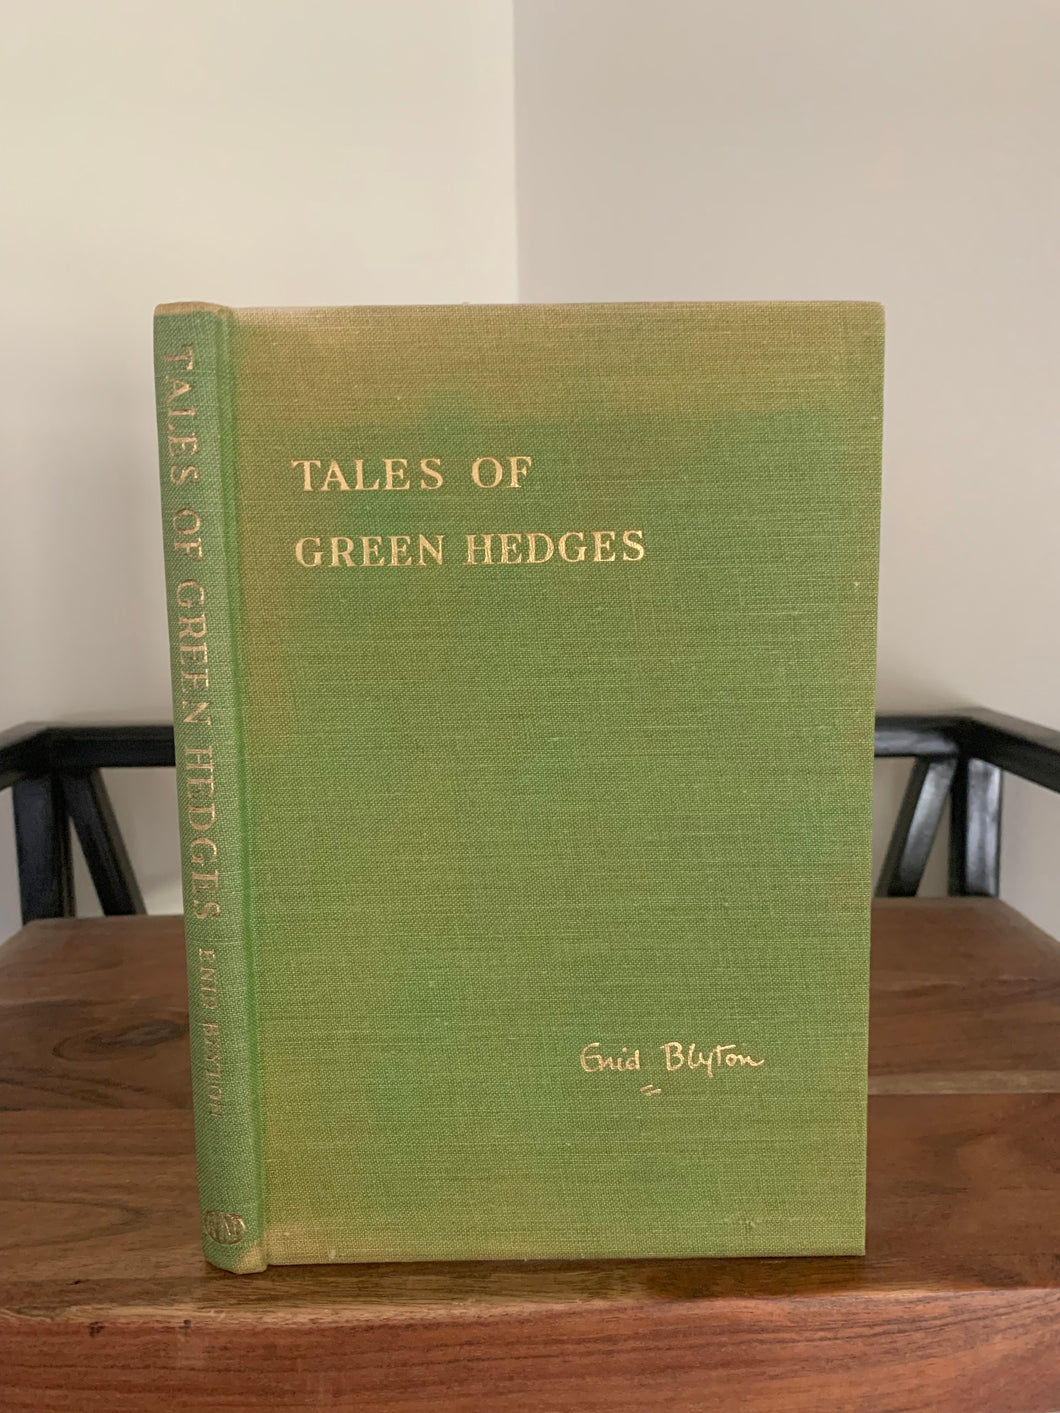 TALES OF GREEN HEDGES ENID BLYTON
TALES OF
GREEN HEDGES
Enid Blyton